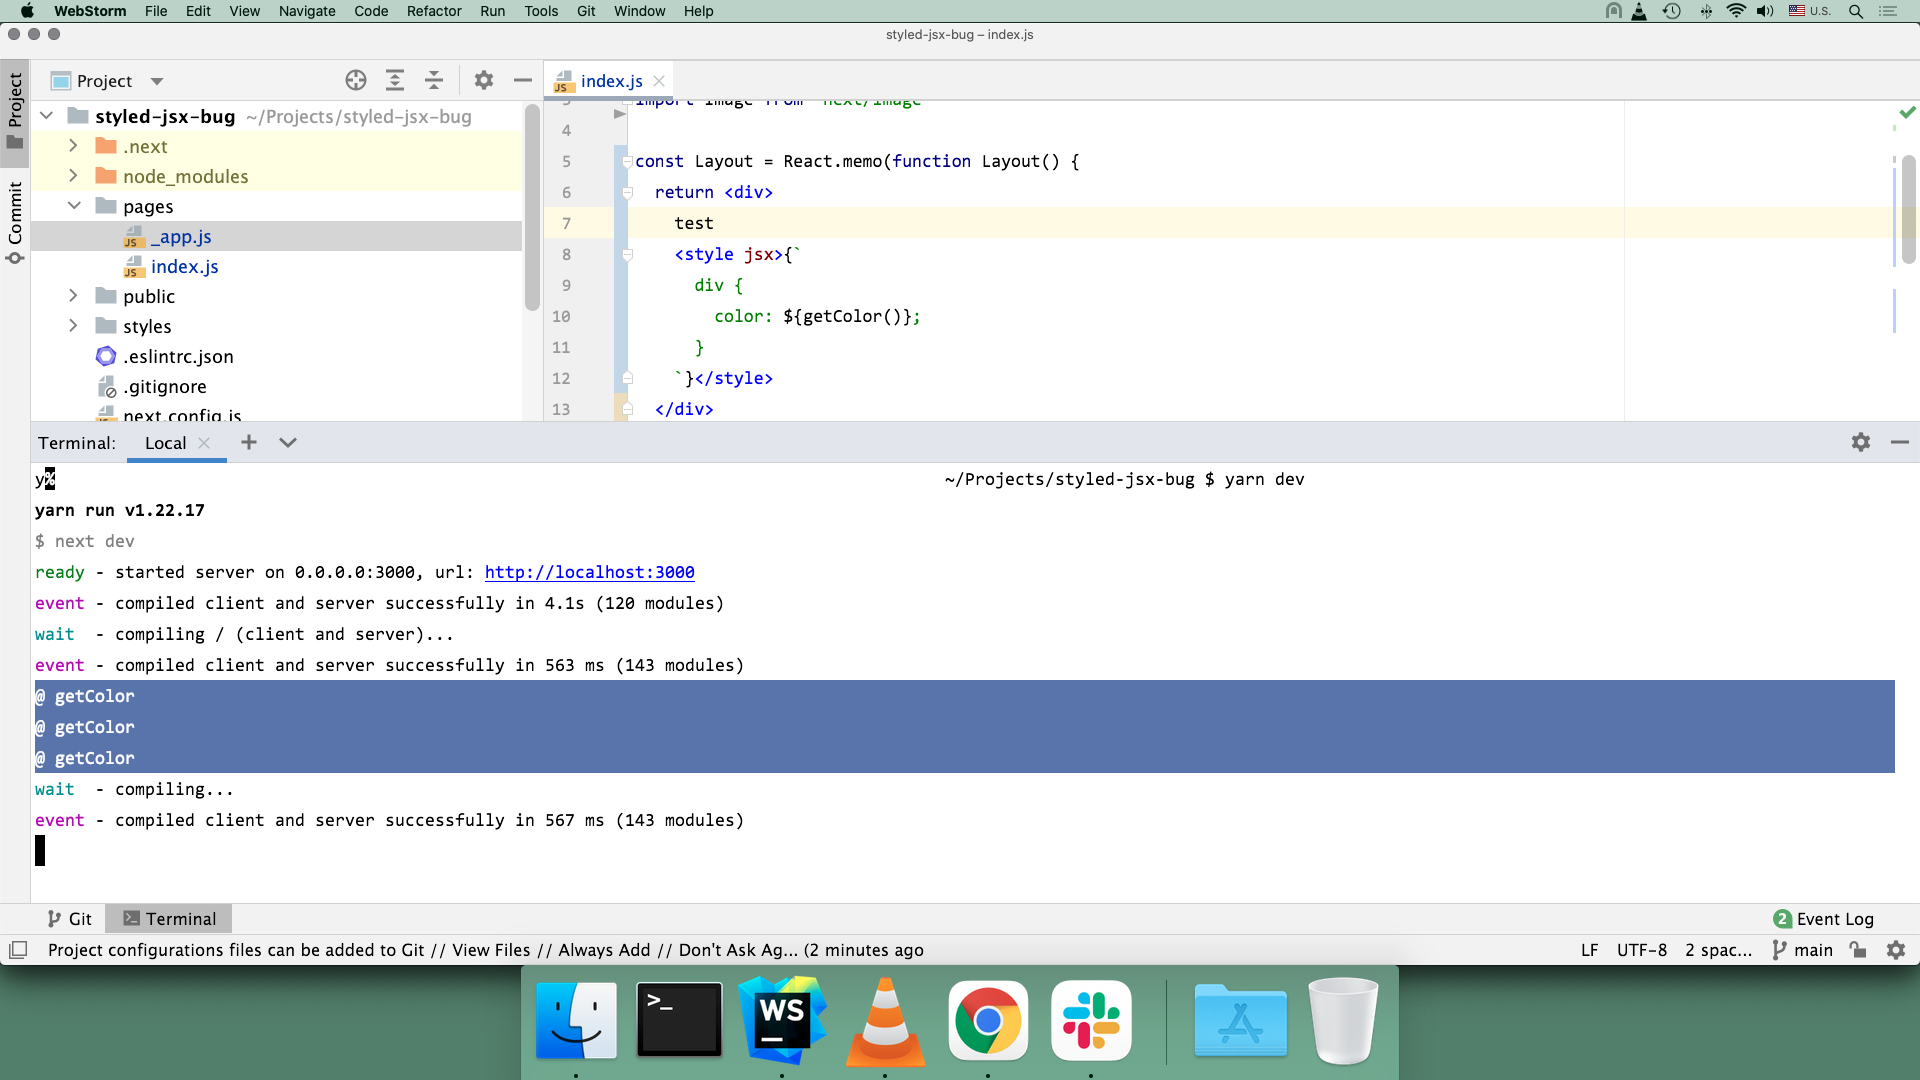 WebStorm File Edit View Navigate Code Refactor Run Tools Git Window Help U.S.
styled-jsx-bug – index.js
Project
Commit
Project
styled-jsx-bug ~/Projects/styled-jsx-bug
.next
node_modules
pages
JS _app.js
JS index.js
public
styles
.eslintrc.json
.gitignore
next.config.js
JS index.js
3 import Image from 'next/image'
4
5 const Layout = React.memo(function Layout() {
6 return <div>
7 test
8 <style jsx>{`
9 div {
10 color: ${getColor()};
11 }
12 `}</style>
13 </div>
Terminal: Local
y% ~/Projects/styled-jsx-bug $ yarn dev
yarn run v1.22.17
$ next dev
ready - started server on 0.0.0.0:3000, url: http://localhost:3000
event - compiled client and server successfully in 4.1s (120 modules)
wait - compiling / (client and server)...
event - compiled client and server successfully in 563 ms (143 modules)
@ getColor
@ getColor
@ getColor
wait - compiling...
event - compiled client and server successfully in 567 ms (143 modules)
Git Terminal 2 Event Log
Project configurations files can be added to Git // View Files // Always Add // Don't Ask Ag... (2 minutes ago LF UTF-8 2 spac... main
>_
WS